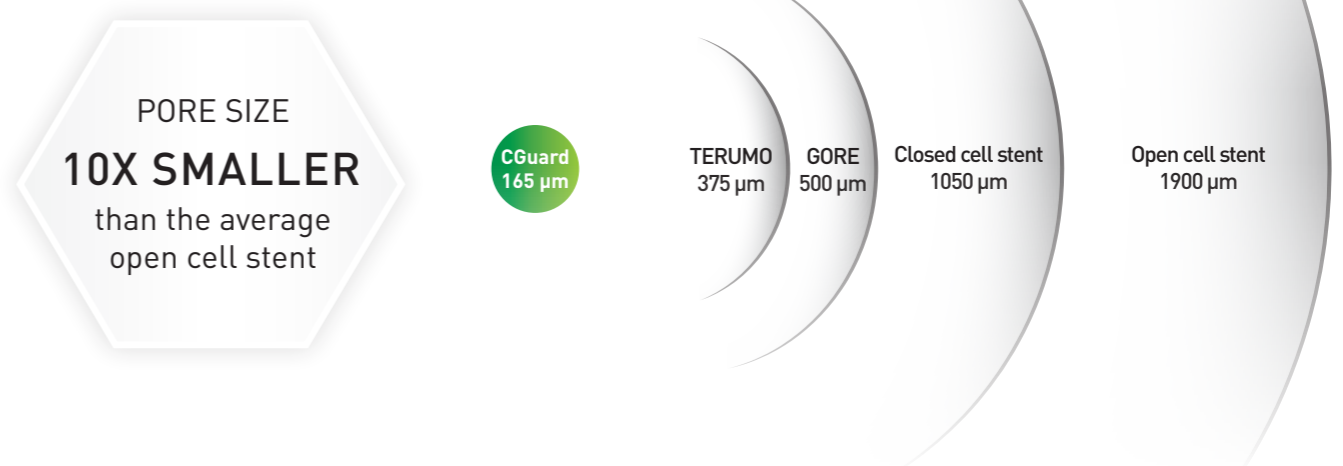 PORE SIZE
10X SMALLER
than the average
open cell stent
CGuard
165 µm
TERUMO
375 µm
GORE
500 µm
Closed cell stent
1050 µm
Open cell stent
1900 µm